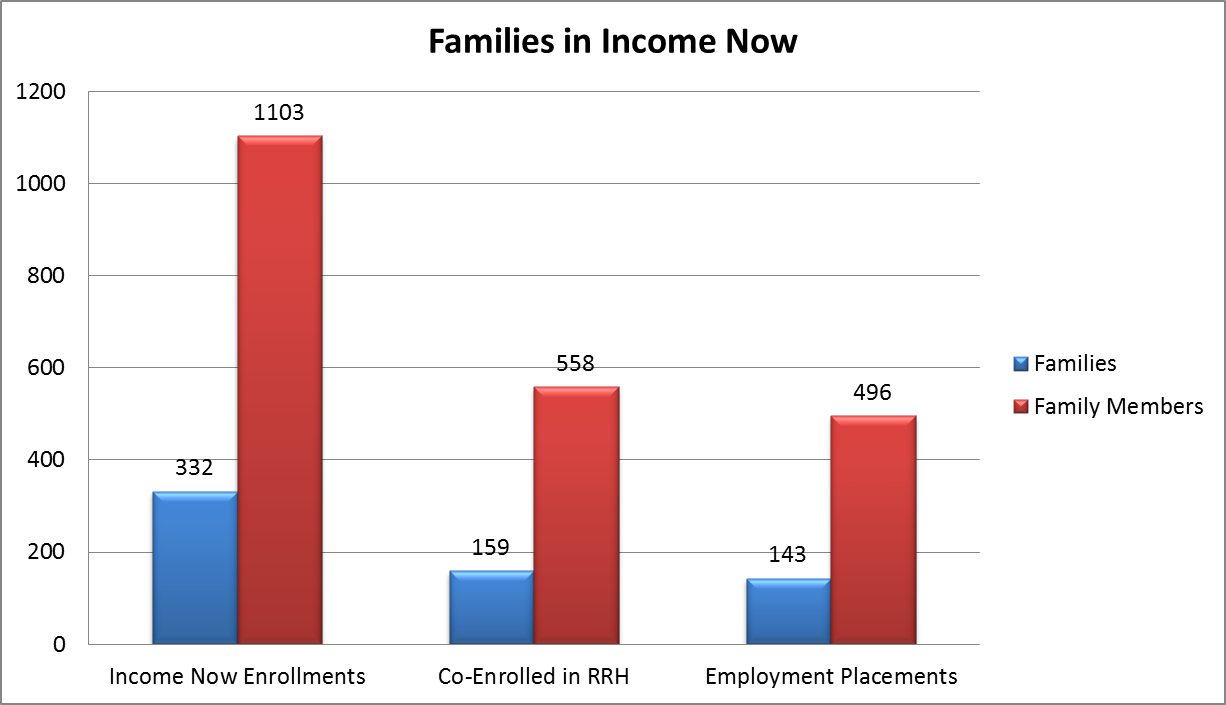 Families in Income Now
1200
1000
800
600
400
200
0
1103
332
558
159
496
143
Income Now Enrollments
Co-Enrolled in RRH
Employment Placements
Families
Family Members